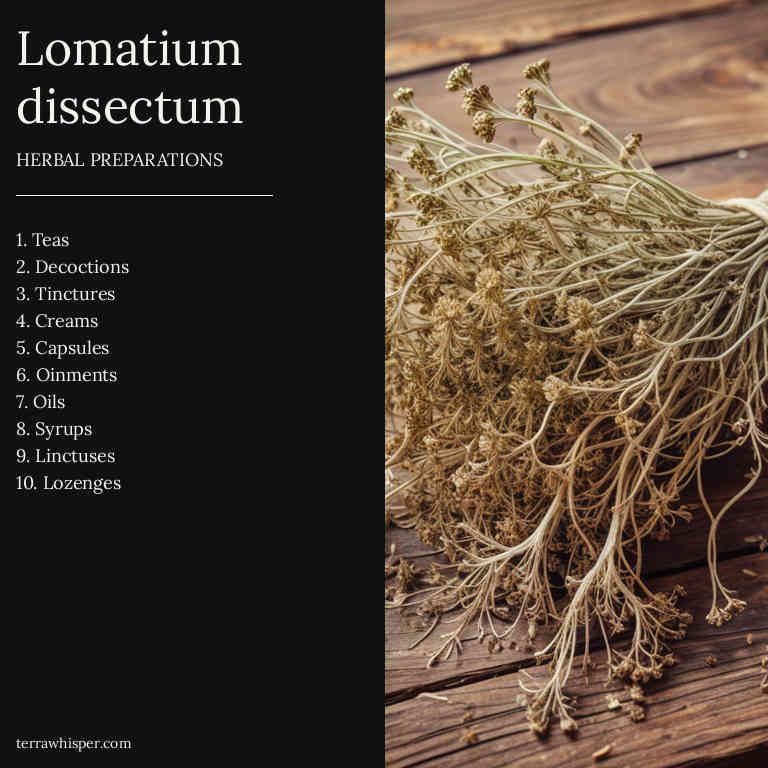 Lomatium
dissectum
HERBAL PREPARATIONS
1. Teas
2. Decoctions
3. Tinctures
4. Creams
5. Capsules
6. Oinments
7. Oils
8. Syrups
9. Linctuses
10. Lozenges
terrawhisper.com